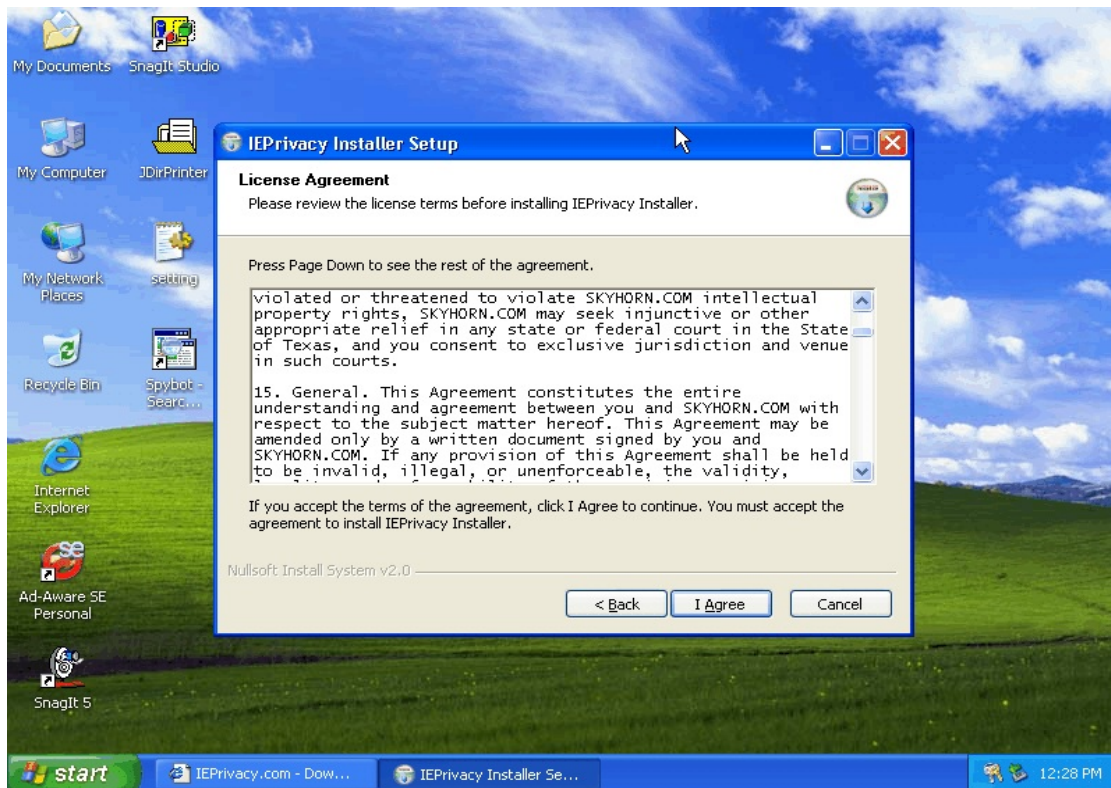 My Documents
SnagIt Studio
My Computer
JDirPrinter
My Network
Places
setting
Recycle Bin
Spybot -
Searc...
Internet
Explorer
Ad-Aware SE
Personal
SnagIt 5
IEPrivacy Installer Setup
License Agreement
Please review the license terms before installing IEPrivacy Installer.
Press Page Down to see the rest of the agreement.
violated or threatened to violate SKYHORN.COM intellectual
property rights, SKYHORN.COM may seek injunctive or other
appropriate relief in any state or federal court in the State
of Texas, and you consent to exclusive jurisdiction and venue
in such courts.
15. General. This Agreement constitutes the entire
understanding and agreement between you and SKYHORN.COM with
respect to the subject matter hereof. This Agreement may be
amended only by a written document signed by you and
SKYHORN.COM. If any provision of this Agreement shall be held
to be invalid, illegal, or unenforceable, the validity,
If you accept the terms of the agreement, click I Agree to continue. You must accept the
agreement to install IEPrivacy Installer.
Nullsoft Install System v2.0
< Back
I Agree
Cancel
start
IEPrivacy.com - Dow...
IEPrivacy Installer Se...
12:28 PM